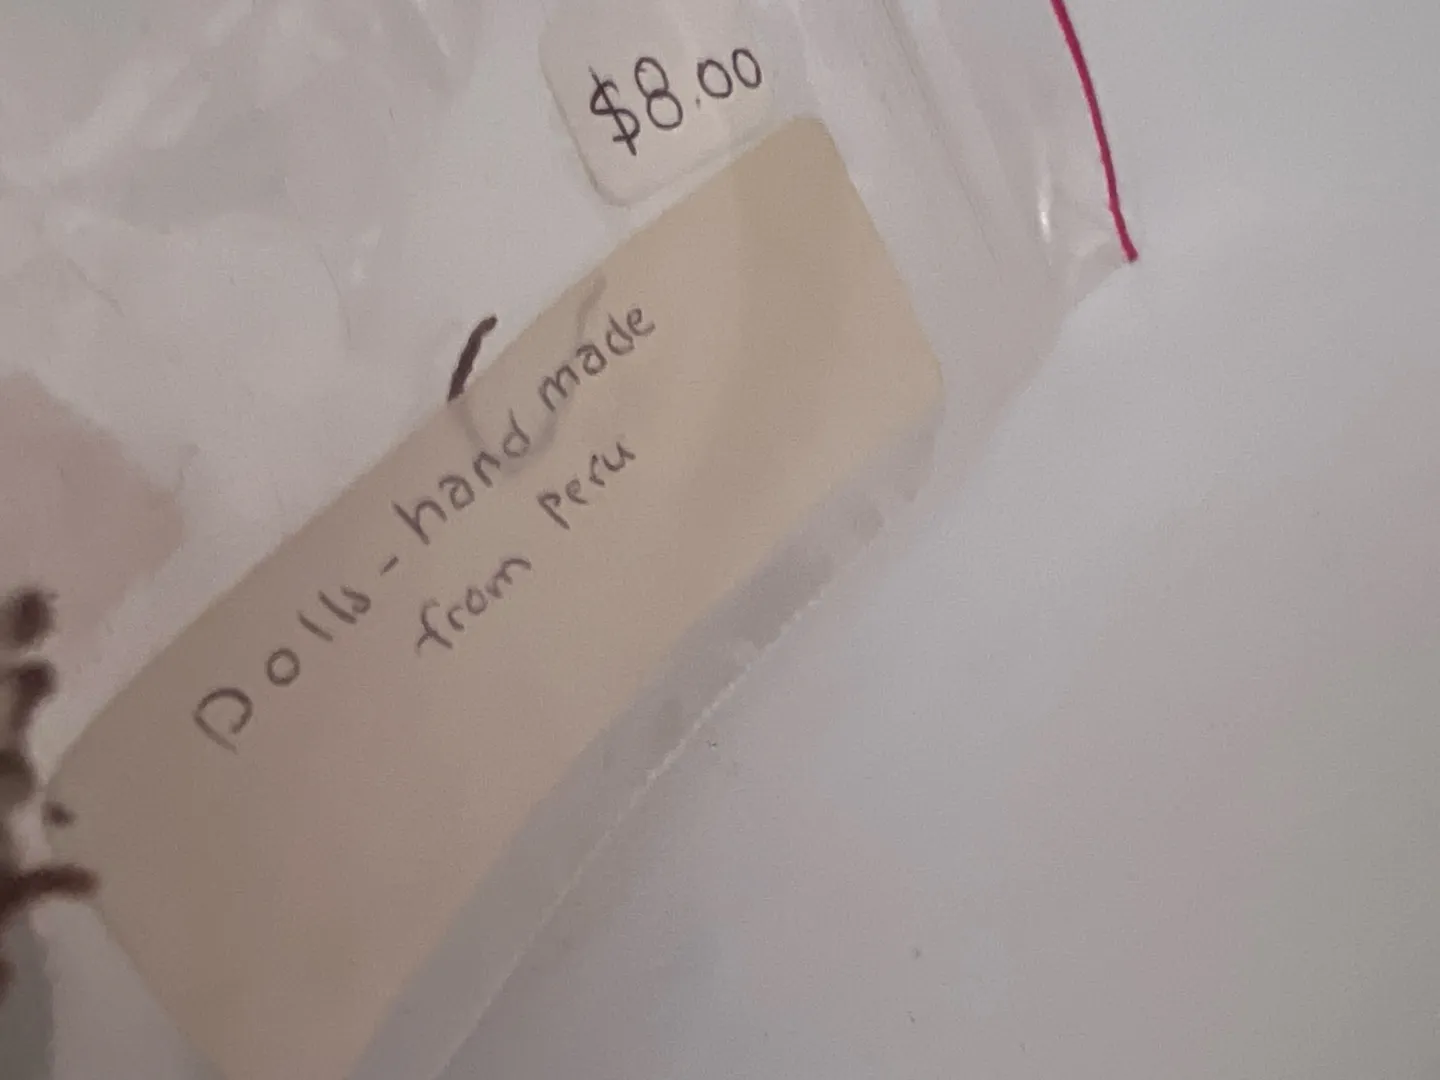 $8.00
Dolls - hand made
from Peru